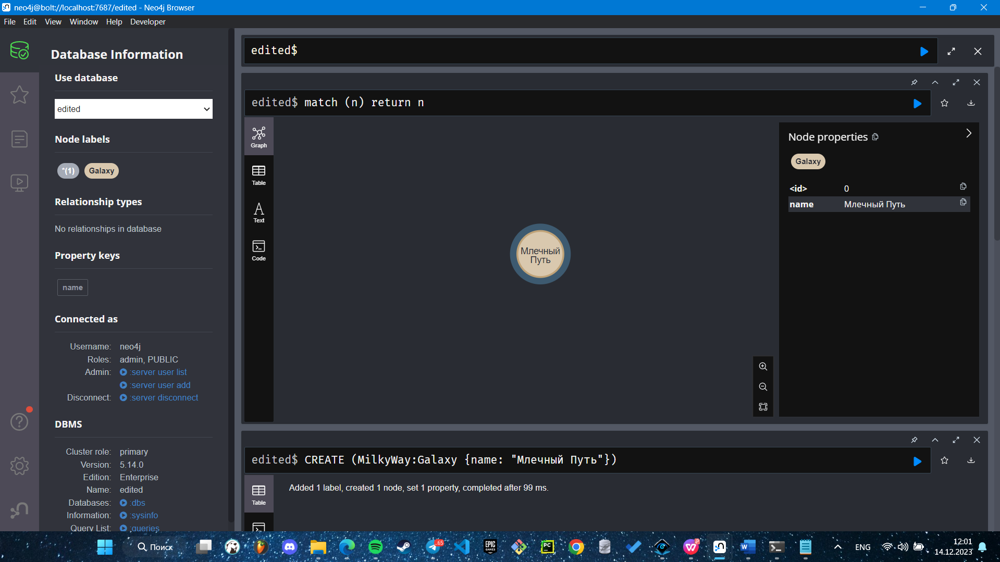 neo4j@bolt://localhost:7687/edited - Neo4j Browser
File Edit View Window Help Developer
Database Information
Use database
edited
Node labels
*(1) Galaxy
Relationship types
No relationships in database
Property keys
name
Connected as
Username: neo4j
Roles: admin, PUBLIC
Admin: :server user list
:server user add
Disconnect: :server disconnect
DBMS
Cluster role: primary
Version: 5.14.0
Edition: Enterprise
Name: edited
Databases: :dbs
Information: :sysinfo
Query List: :queries
edited$
edited$ match (n) return n
Graph
Table
Text
Code
Млечный
Путь
Node properties
Galaxy
<id> 0
name Млечный Путь
edited$ CREATE (MilkyWay:Galaxy {name: "Млечный Путь"})
Table
Added 1 label, created 1 node, set 1 property, completed after 99 ms.
Поиск
65
EPIC
GAMES
PC
W
ENG
12:01
14.12.2023